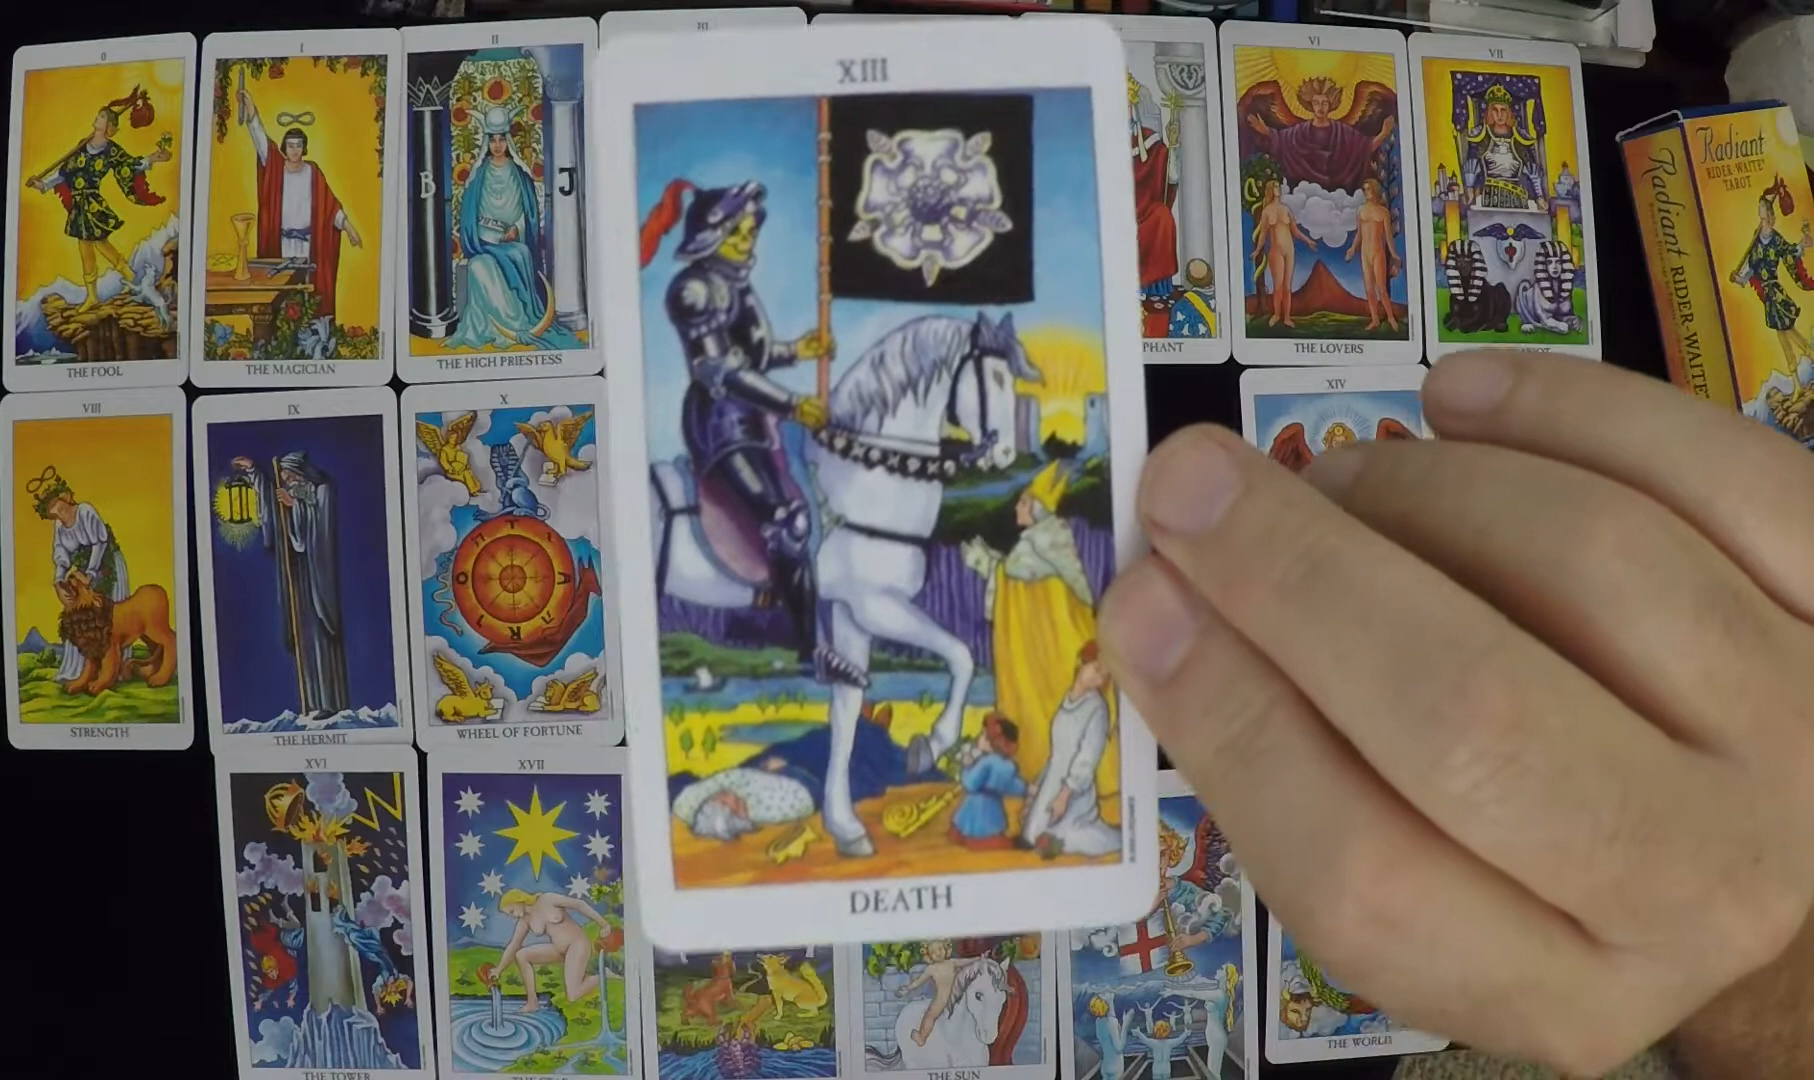 0
THE FOOL
I
THE MAGICIAN
II
B
J
THE HIGH PRIESTESS
III
XIII
DEATH
PHANT
VI
THE LOVERS
VII
Radiant
RIDER-WAITE
TAROT
Radiant RIDER-WAITE
VIII
STRENGTH
IX
THE HERMIT
X
WHEEL OF FORTUNE
XIV
XVI
THE TOWER
XVII
THE SUN
THE WORLD